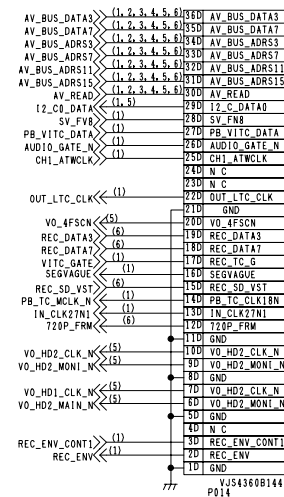 AV_BUS_DATA3 (1, 2, 3, 4, 5, 6) 36D AV_BUS_DATA3
AV_BUS_DATA7 (1, 2, 3, 4, 5, 6) 35D AV_BUS_DATA7
AV_BUS_ADRS3 (1, 2, 3, 4, 5, 6) 34D AV_BUS_ADRS3
AV_BUS_ADRS7 (1, 2, 3, 4, 5, 6) 33D AV_BUS_ADRS7
AV_BUS_ADRS11 (1, 2, 3, 4, 5, 6) 32D AV_BUS_ADRS11
AV_BUS_ADRS15 (1, 2, 3, 4, 5, 6) 31D AV_BUS_ADRS15
AV_READ (1, 2, 3, 4, 5, 6) 30D AV_READ
I2_C0_DATA (1, 5) 29D I2_C_DATA0
SV_FV8 (1) 28D SV_FN8
PB_VITC_DATA (1) 27D PB_VITC_DATA
AUDIO_GATE_N (1) 26D AUDIO_GATE_N
CH1_ATWCLK (1) 25D CH1_ATWCLK
24D N C
23D N C
OUT_LTC_CLK (1) 22D OUT_LTC_CLK
21D GND
VO_4FSCN (5) 20D VO_4FSCN
REC_DATA3 (6) 19D REC_DATA3
REC_DATA7 (6) 18D REC_DATA7
VITC_GATE (1) 17D REC_TC_G
SEGVAGUE (1) 16D SEGVAGUE
REC_SD_VST (6) 15D REC_SD_VST
PB_TC_MCLK_N (1) 14D PB_TC_CLK18N
IN_CLK27N1 (1) 13D IN_CLK27N1
720P_FRM (6) 12D 720P_FRM
11D GND
VO_HD2_CLK_N (5) 10D VO_HD2_CLK_N
VO_HD2_MONI_N (5) 9D VO_HD2_MONI_N
8D GND
VO_HD1_CLK_N (5) 7D VO_HD2_CLK_N
VO_HD2_MAIN_N (5) 6D VO_HD2_MONI_N
5D GND
4D N C
REC_ENV_CONT1 (1) 3D REC_ENV_CONT1
REC_ENV (1) 2D REC_ENV
1D GND
VJS4360B144
P014